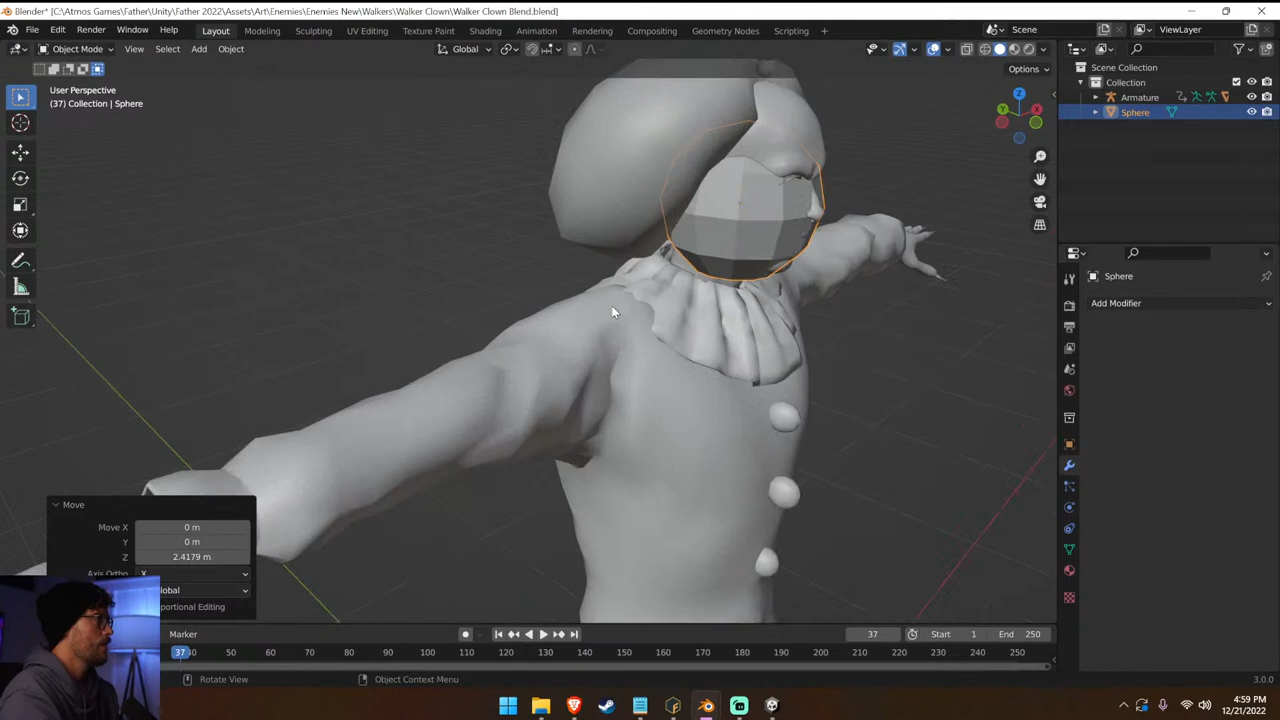 Blender* [C:\Atmos Games\Father\Unity\Father 2022\Assets\Art\Enemies\Enemies New\Walkers\Walker Clown\Walker Clown Blend.blend]
File Edit Render Window Help Layout Modeling Sculpting UV Editing Texture Paint Shading Animation Rendering Compositing Geometry Nodes Scripting + Scene ViewLayer
Object Mode View Select Add Object Global
Options
User Perspective
(37) Collection | Sphere
Z
Y
X
Scene Collection
Collection
Armature
Sphere
Sphere
Add Modifier
Move
Move X 0 m
Y 0 m
Z 2.4179 m
Axis Ortho X
lobal
oportional Editing
Marker
37 Start 1 End 250
37 40 50 60 70 80 90 100 110 120 130 140 150 160 170 180 190 200 210 220 230 240 250
Rotate View Object Context Menu 3.0.0
4:59 PM
12/21/2022